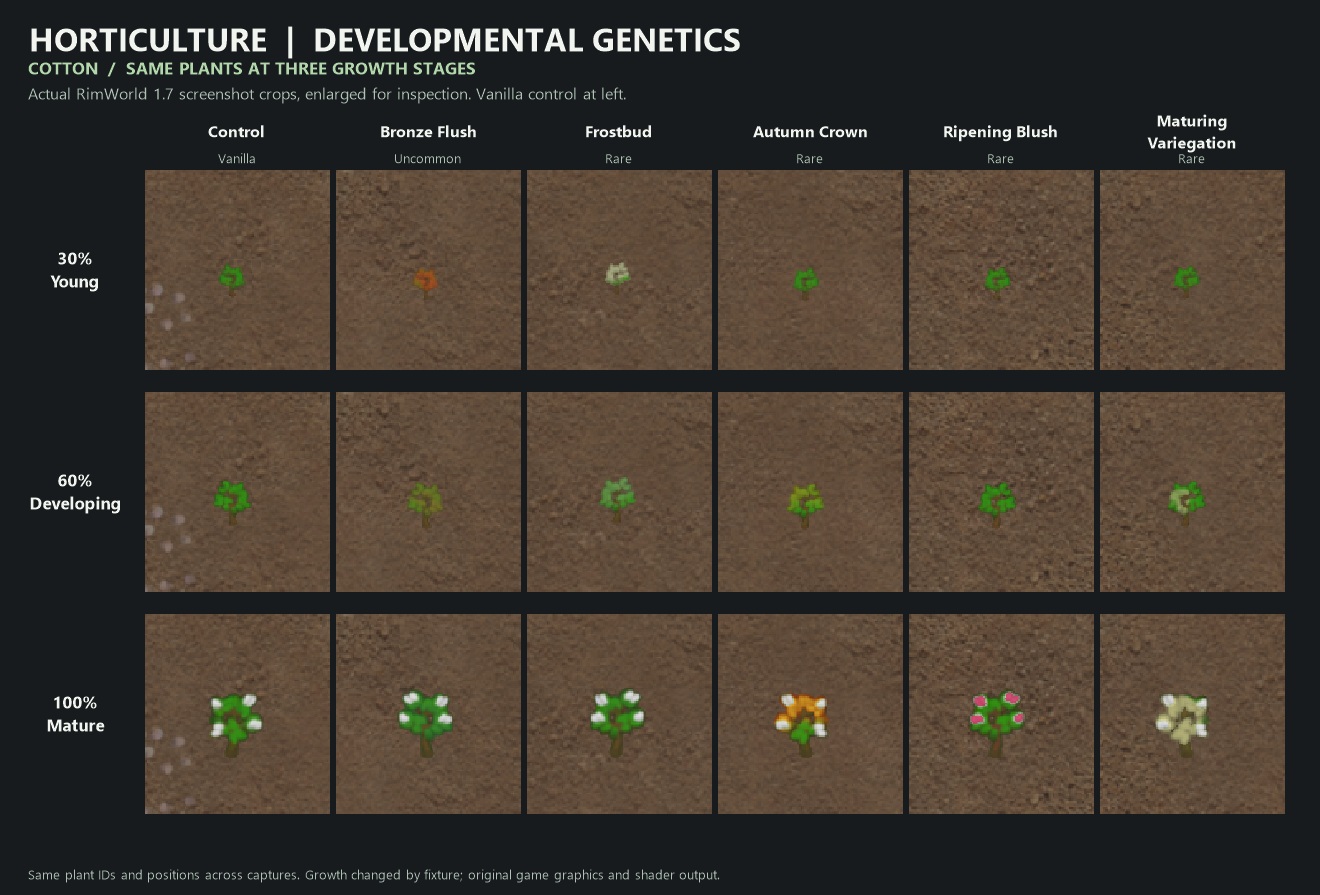 HORTICULTURE | DEVELOPMENTAL GENETICS
COTTON / SAME PLANTS AT THREE GROWTH STAGES
Actual RimWorld 1.7 screenshot crops, enlarged for inspection. Vanilla control at left.
Control
Vanilla
Bronze Flush
Uncommon
Frostbud
Rare
Autumn Crown
Rare
Ripening Blush
Rare
Maturing
Variegation
Rare
30%
Young
60%
Developing
100%
Mature
Same plant IDs and positions across captures. Growth changed by fixture; original game graphics and shader output.